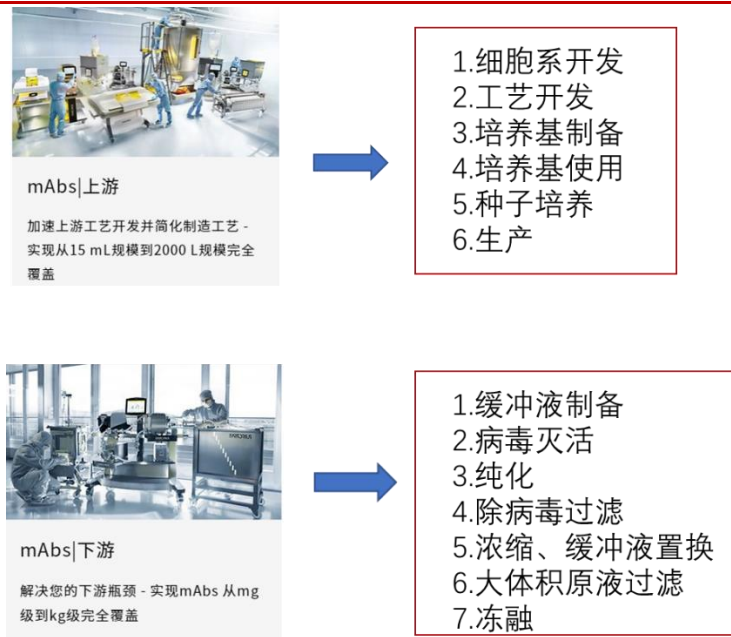 mAbs|上游
加速上游工艺开发并简化制造工艺 -
实现从15 mL规模到2000 L规模完全
覆盖
1.细胞系开发
2.工艺开发
3.培养基制备
4.培养基使用
5.种子培养
6.生产
mAbs|下游
解决您的下游瓶颈 - 实现mAbs 从mg
级到kg级完全覆盖
1.缓冲液制备
2.病毒灭活
3.纯化
4.除病毒过滤
5.浓缩、缓冲液置换
6.大体积原液过滤
7.冻融